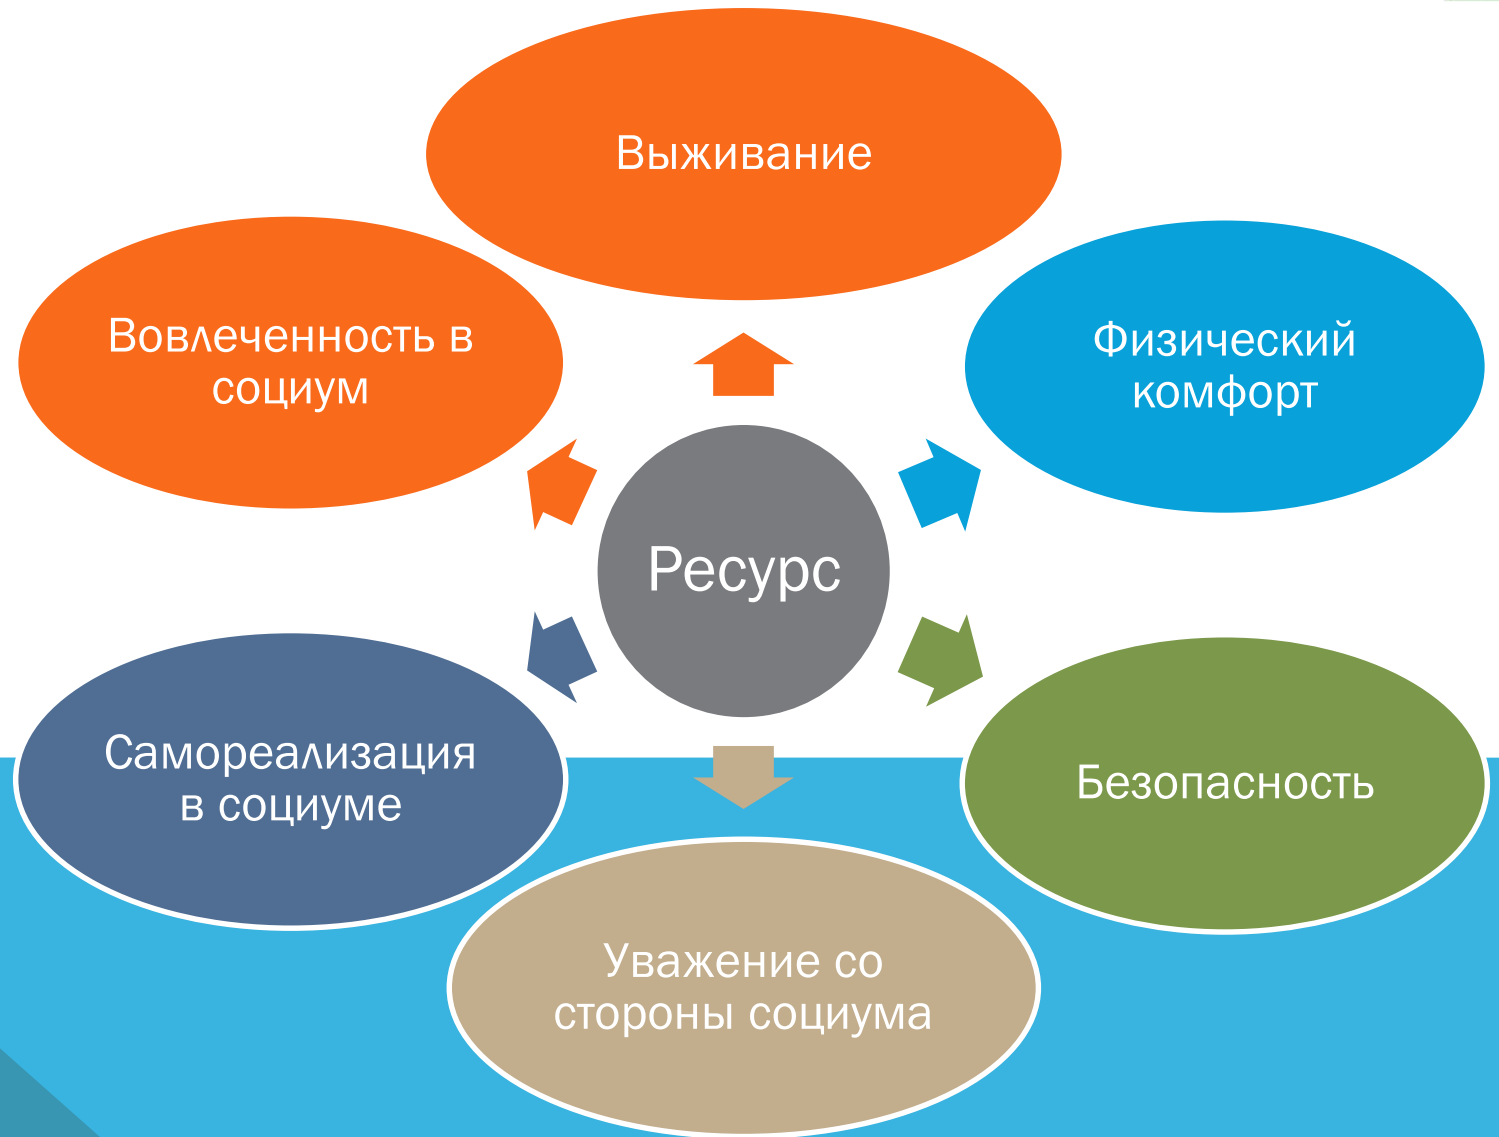 Выживание
Вовлеченность в
социум
Физический
комфорт
Ресурс
Самореализация
в социуме
Безопасность
Уважение со
стороны социума